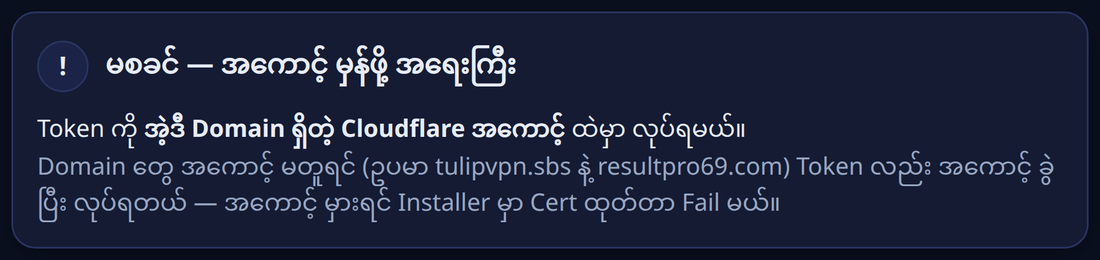 !
မစခင် — အကောင့် မှန်ဖို့ အရေးကြီး
Token ကို အဲ့ဒီ Domain ရှိတဲ့ Cloudflare အကောင့် ထဲမှာ လုပ်ရမယ်။
Domain တွေ အကောင့် မတူရင် (ဥပမာ tulipvpn.sbs နဲ့ resultpro69.com) Token လည်း အကောင့် ခွဲ
ပြီး လုပ်ရတယ် — အကောင့် မှားရင် Installer မှာ Cert ထုတ်တာ Fail မယ်။